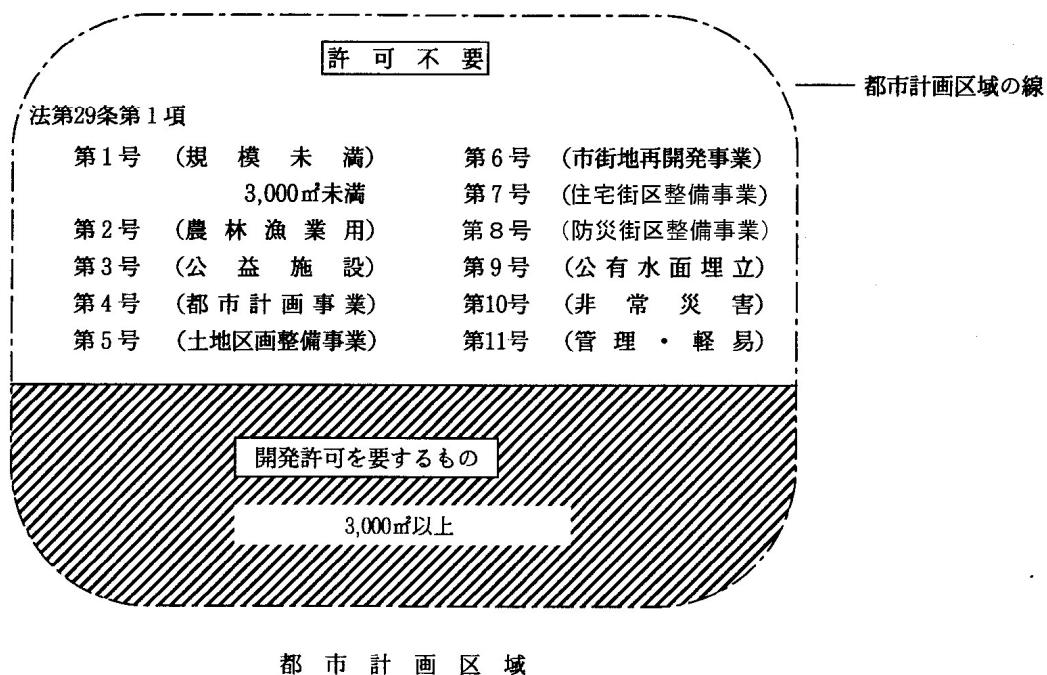 許可不要
都市計画区域の線
法第29条第1項
第1号 (規模未満) 第6号 (市街地再開発事業)
3,000㎡未満 第7号 (住宅街区整備事業)
第2号 (農林漁業用) 第8号 (防災街区整備事業)
第3号 (公益施設) 第9号 (公有水面埋立)
第4号 (都市計画事業) 第10号 (非常災害)
第5号 (土地区画整備事業) 第11号 (管理・軽易)
開発許可を要するもの
3,000㎡以上
都市計画区域